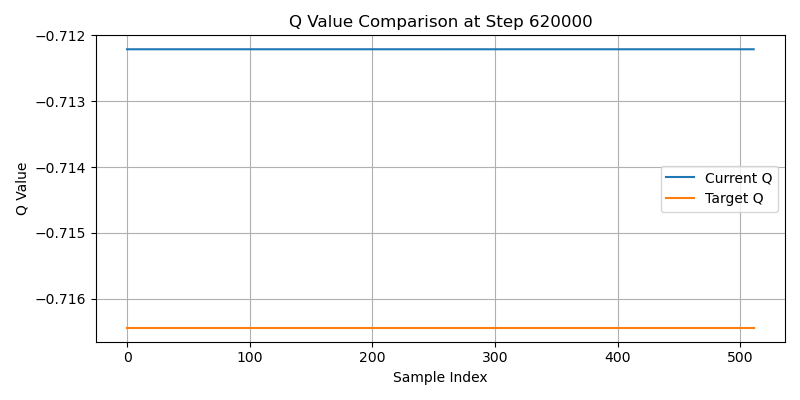 Q Value Comparison at Step 620000
−0.712
−0.713
−0.714
−0.715
−0.716
Q Value
Current Q
Target Q
0 100 200 300 400 500
Sample Index